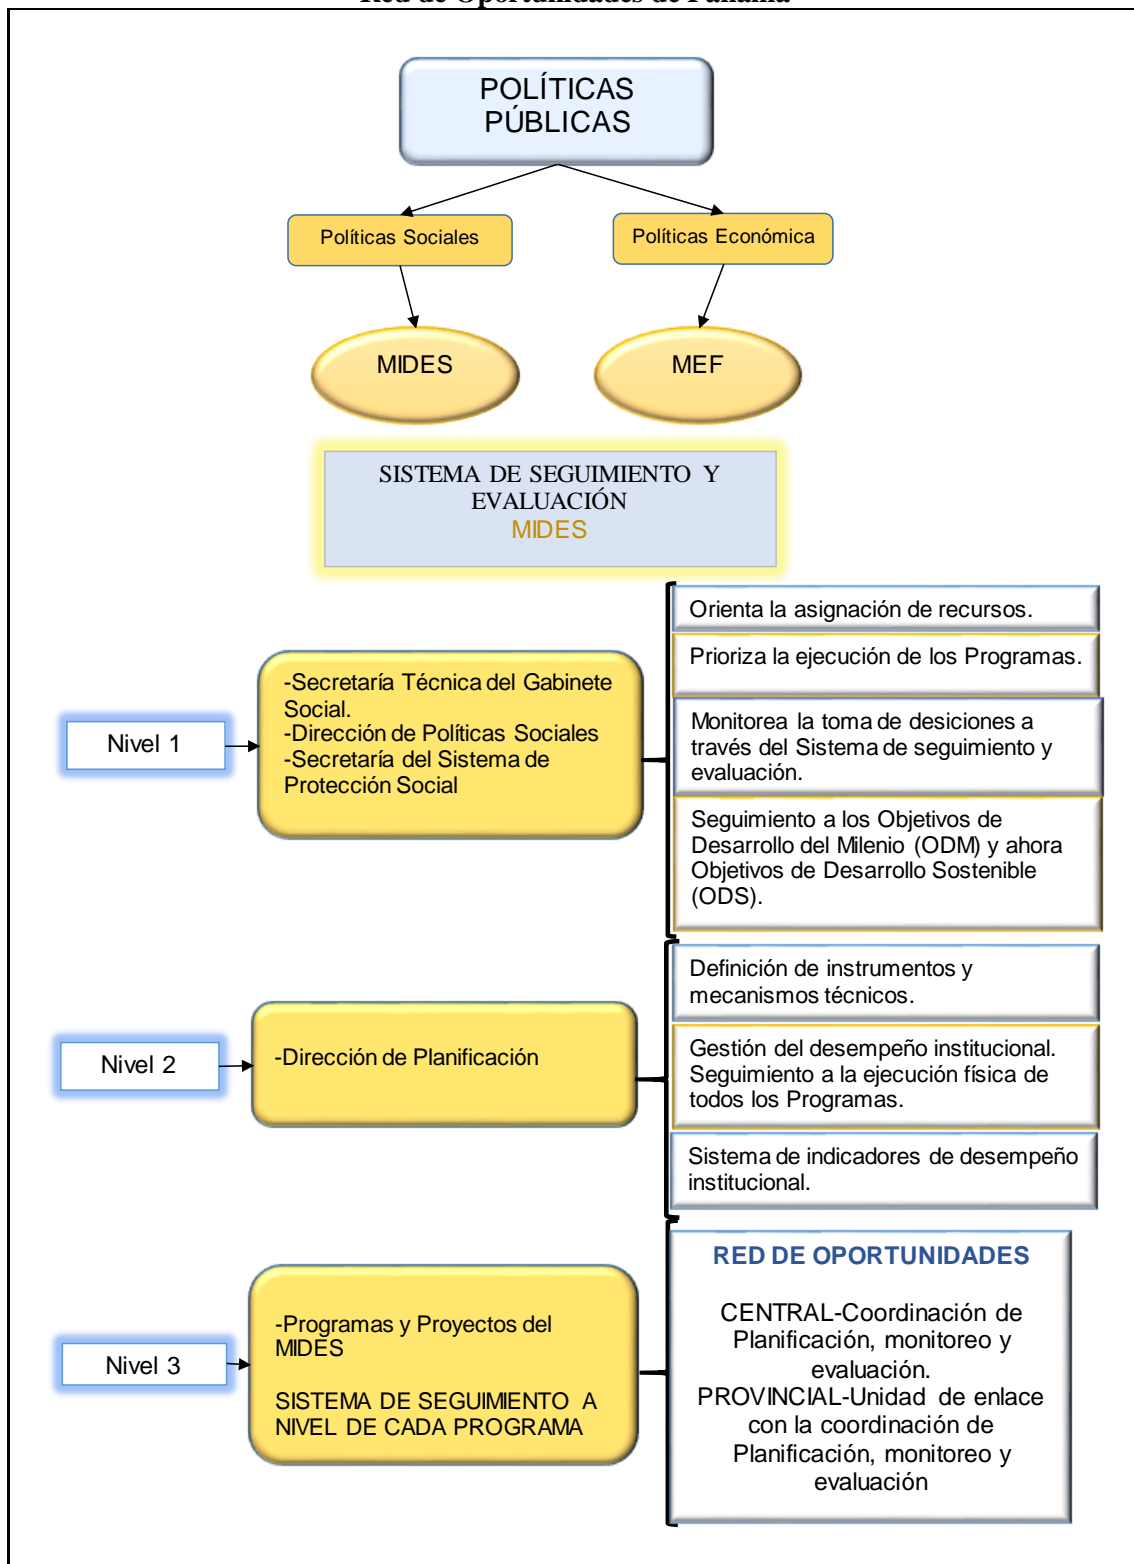 Red de Oportunidades de Panamá
POLÍTICAS
PÚBLICAS
Políticas Sociales
Políticas Económica
MIDES
MEF
SISTEMA DE SEGUIMIENTO Y
EVALUACIÓN
MIDES
Nivel 1
-Secretaría Técnica del Gabinete
Social.
-Dirección de Políticas Sociales
-Secretaría del Sistema de
Protección Social
Orienta la asignación de recursos.
Prioriza la ejecución de los Programas.
Monitorea la toma de desiciones a
través del Sistema de seguimiento y
evaluación.
Seguimiento a los Objetivos de
Desarrollo del Milenio (ODM) y ahora
Objetivos de Desarrollo Sostenible
(ODS).
Nivel 2
-Dirección de Planificación
Definición de instrumentos y
mecanismos técnicos.
Gestión del desempeño institucional.
Seguimiento a la ejecución física de
todos los Programas.
Sistema de indicadores de desempeño
institucional.
Nivel 3
-Programas y Proyectos del
MIDES
SISTEMA DE SEGUIMIENTO A
NIVEL DE CADA PROGRAMA
RED DE OPORTUNIDADES
CENTRAL-Coordinación de
Planificación, monitoreo y
evaluación.
PROVINCIAL-Unidad de enlace
con la coordinación de
Planificación, monitoreo y
evaluación